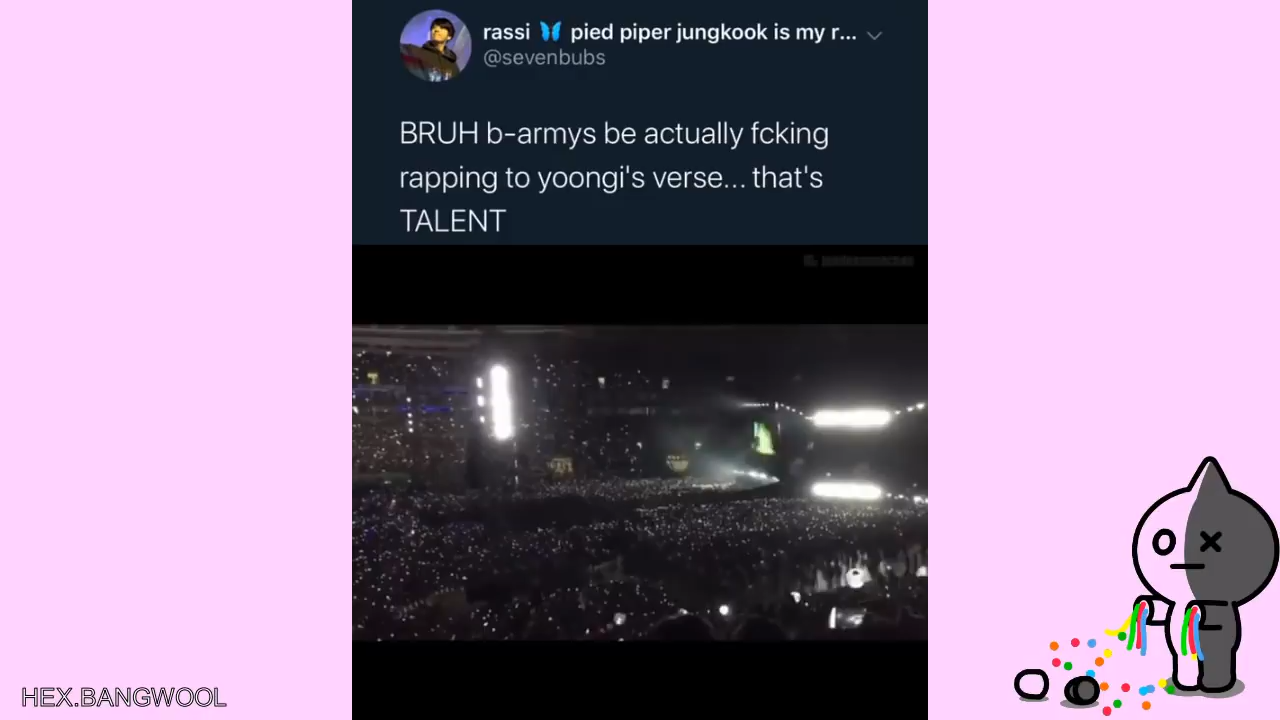 rassi 🦋 pied piper jungkook is my r...
@sevenbubs
BRUH b-armys be actually fcking
rapping to yoongi's verse... that's
TALENT
HEX.BANGWOOL